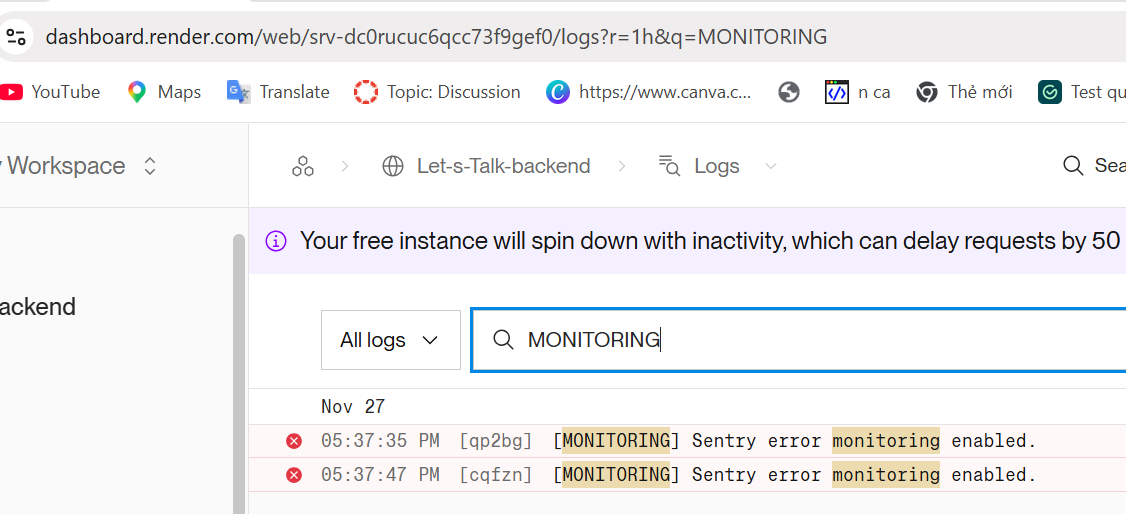 dashboard.render.com/web/srv-dc0rucuc6qcc73f9gef0/logs?r=1h&q=MONITORING
YouTube Maps Translate Topic: Discussion https://www.canva.c... n ca Thẻ mới Test qu
Workspace Let-s-Talk-backend Logs Sea
Your free instance will spin down with inactivity, which can delay requests by 50
ackend
All logs MONITORING
Nov 27
05:37:35 PM [qp2bg] [MONITORING] Sentry error monitoring enabled.
05:37:47 PM [cqfzn] [MONITORING] Sentry error monitoring enabled.